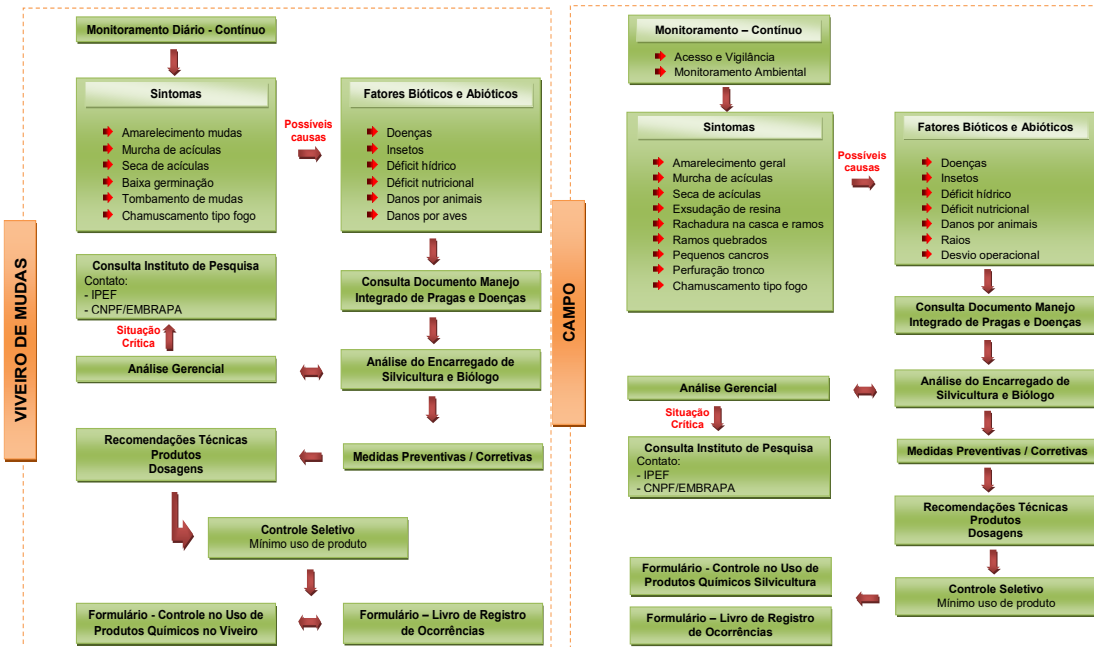 VIVEIRO DE MUDAS
Monitoramento Diário - Contínuo
Sintomas
Amarelecimento mudas
Murcha de acículas
Seca de acículas
Baixa germinação
Tombamento de mudas
Chamuscamento tipo fogo
Possíveis
causas
Fatores Bióticos e Abióticos
Doenças
Insetos
Déficit hídrico
Déficit nutricional
Danos por animais
Danos por aves
Consulta Instituto de Pesquisa
Contato:
- IPEF
- CNPF/EMBRAPA
Consulta Documento Manejo
Integrado de Pragas e Doenças
Situação
Crítica
Análise Gerencial
Análise do Encarregado de
Silvicultura e Biólogo
Recomendações Técnicas
Produtos
Dosagens
Medidas Preventivas / Corretivas
Controle Seletivo
Mínimo uso de produto
Formulário - Controle no Uso de
Produtos Químicos no Viveiro
Formulário – Livro de Registro
de Ocorrências
CAMPO
Monitoramento – Contínuo
Acesso e Vigilância
Monitoramento Ambiental
Sintomas
Amarelecimento geral
Murcha de acículas
Seca de acículas
Exsudação de resina
Rachadura na casca e ramos
Ramos quebrados
Pequenos cancros
Perfuração tronco
Chamuscamento tipo fogo
Possíveis
causas
Fatores Bióticos e Abióticos
Doenças
Insetos
Déficit hídrico
Déficit nutricional
Danos por animais
Raios
Desvio operacional
Consulta Documento Manejo
Integrado de Pragas e Doenças
Análise Gerencial
Análise do Encarregado de
Silvicultura e Biólogo
Situação
Crítica
Consulta Instituto de Pesquisa
Contato:
- IPEF
- CNPF/EMBRAPA
Medidas Preventivas / Corretivas
Recomendações Técnicas
Produtos
Dosagens
Formulário - Controle no Uso de
Produtos Químicos Silvicultura
Controle Seletivo
Mínimo uso de produto
Formulário – Livro de Registro
de Ocorrências